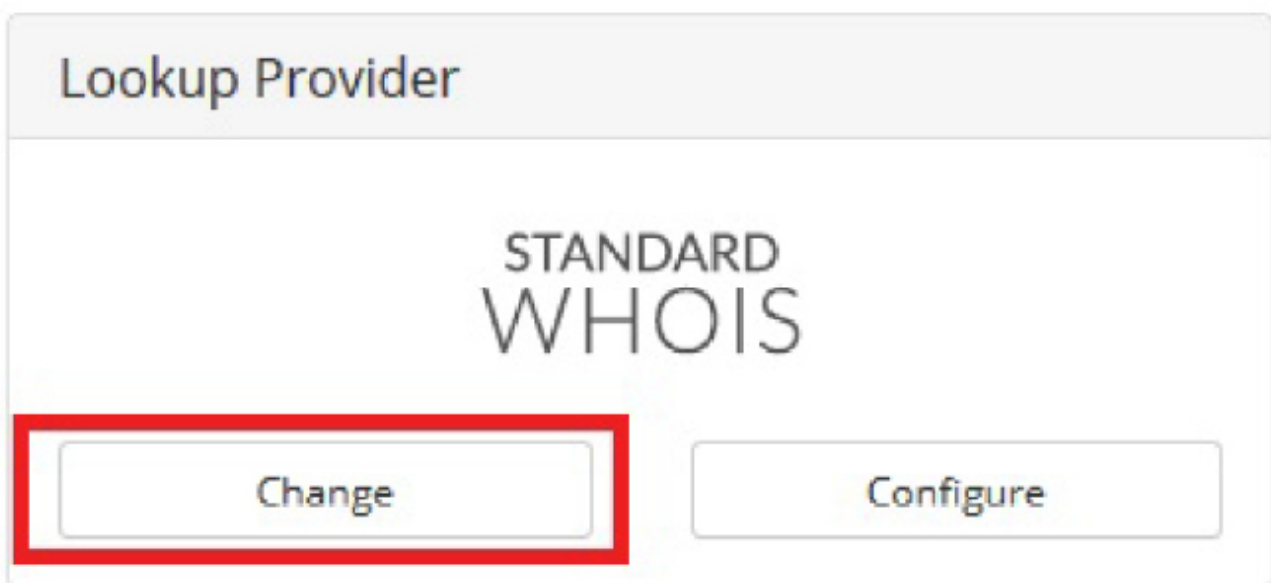 Lookup Provider
STANDARD
WHOIS
Change
Configure